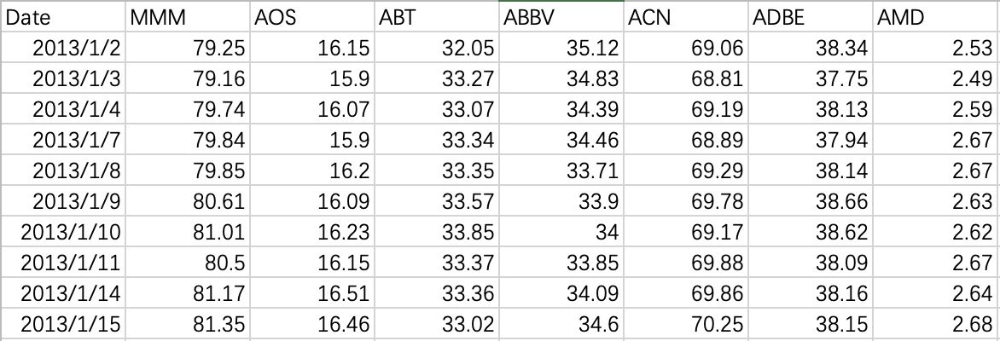 Date MMM AOS ABT ABBV ACN ADBE AMD
2013/1/2 79.25 16.15 32.05 35.12 69.06 38.34 2.53
2013/1/3 79.16 15.9 33.27 34.83 68.81 37.75 2.49
2013/1/4 79.74 16.07 33.07 34.39 69.19 38.13 2.59
2013/1/7 79.84 15.9 33.34 34.46 68.89 37.94 2.67
2013/1/8 79.85 16.2 33.35 33.71 69.29 38.14 2.67
2013/1/9 80.61 16.09 33.57 33.9 69.78 38.66 2.63
2013/1/10 81.01 16.23 33.85 34 69.17 38.62 2.62
2013/1/11 80.5 16.15 33.37 33.85 69.88 38.09 2.67
2013/1/14 81.17 16.51 33.36 34.09 69.86 38.16 2.64
2013/1/15 81.35 16.46 33.02 34.6 70.25 38.15 2.68